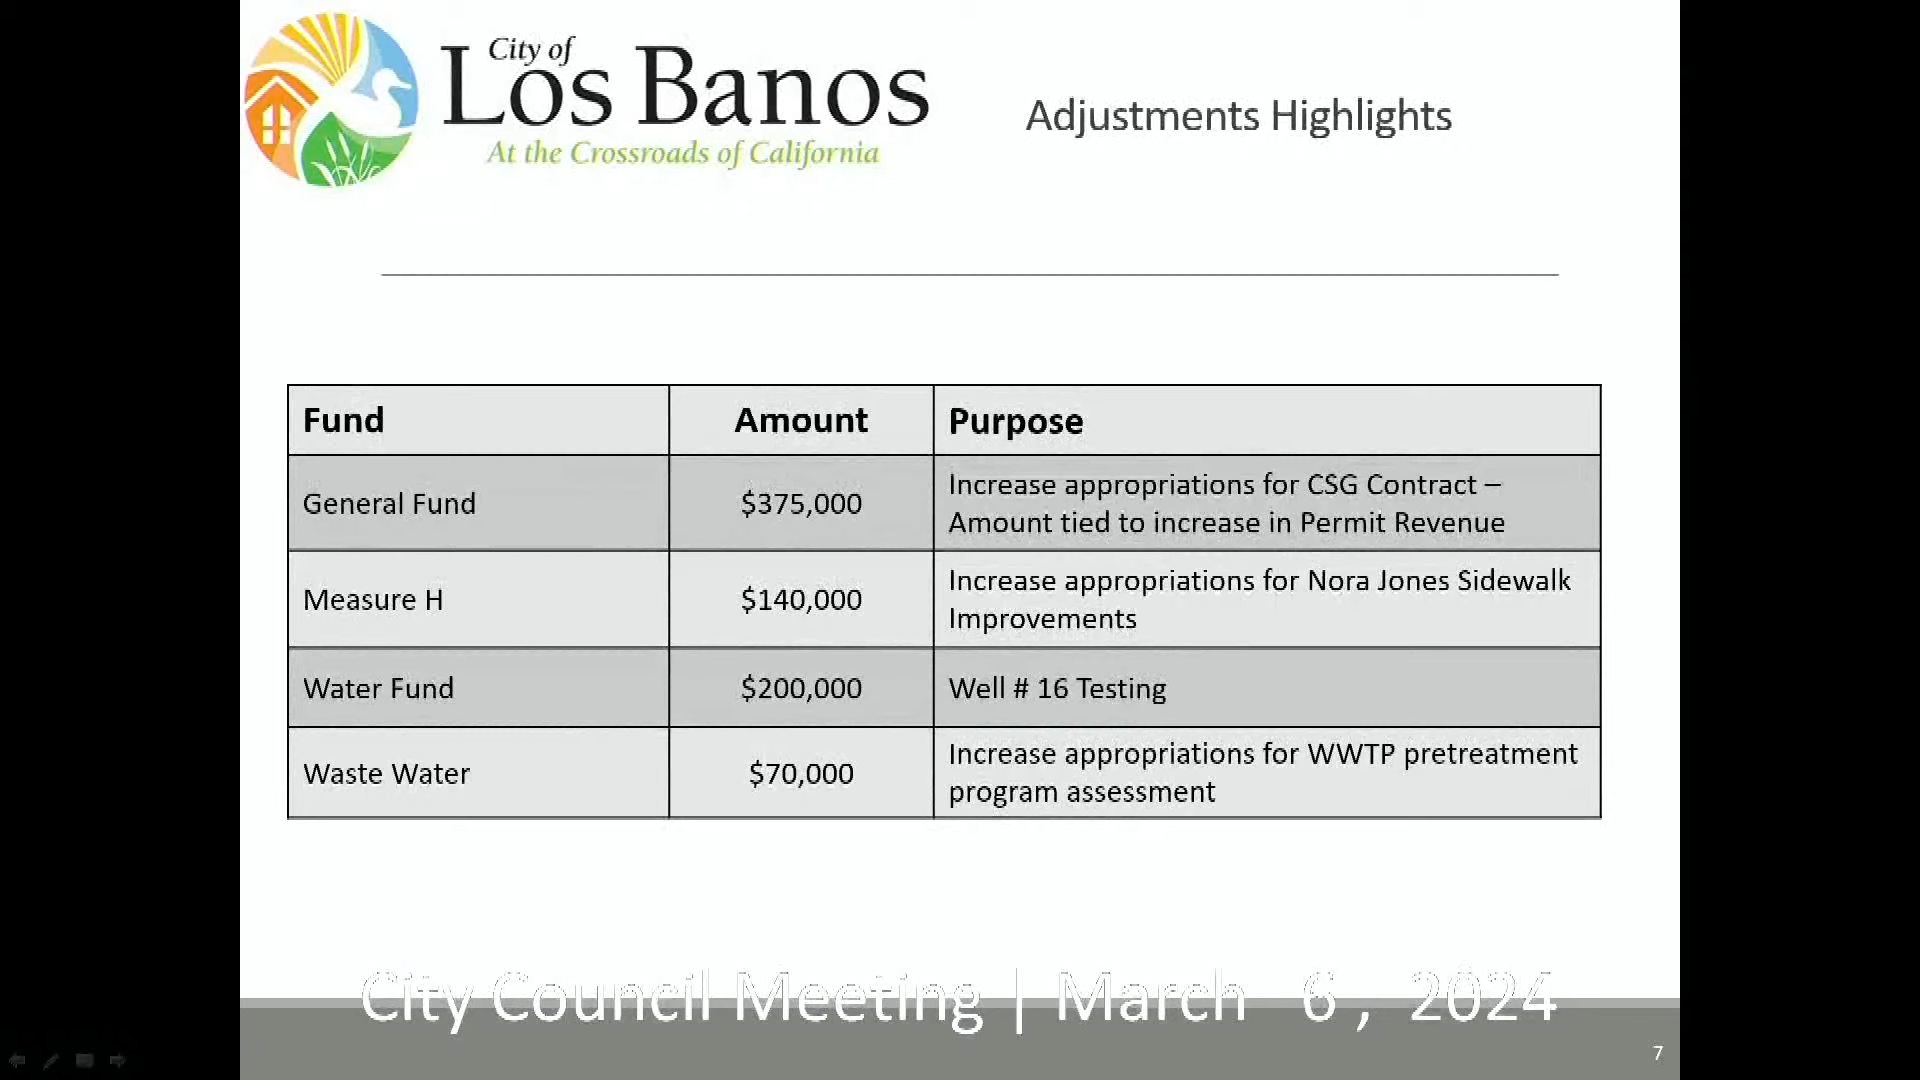 City of
Los Banos
At the Crossroads of California
Adjustments Highlights
Fund Amount Purpose
General Fund $375,000 Increase appropriations for CSG Contract –
Amount tied to increase in Permit Revenue
Measure H $140,000 Increase appropriations for Nora Jones Sidewalk
Improvements
Water Fund $200,000 Well # 16 Testing
Waste Water $70,000 Increase appropriations for WWTP pretreatment
program assessment
City Council Meeting | March 6 , 2024
7